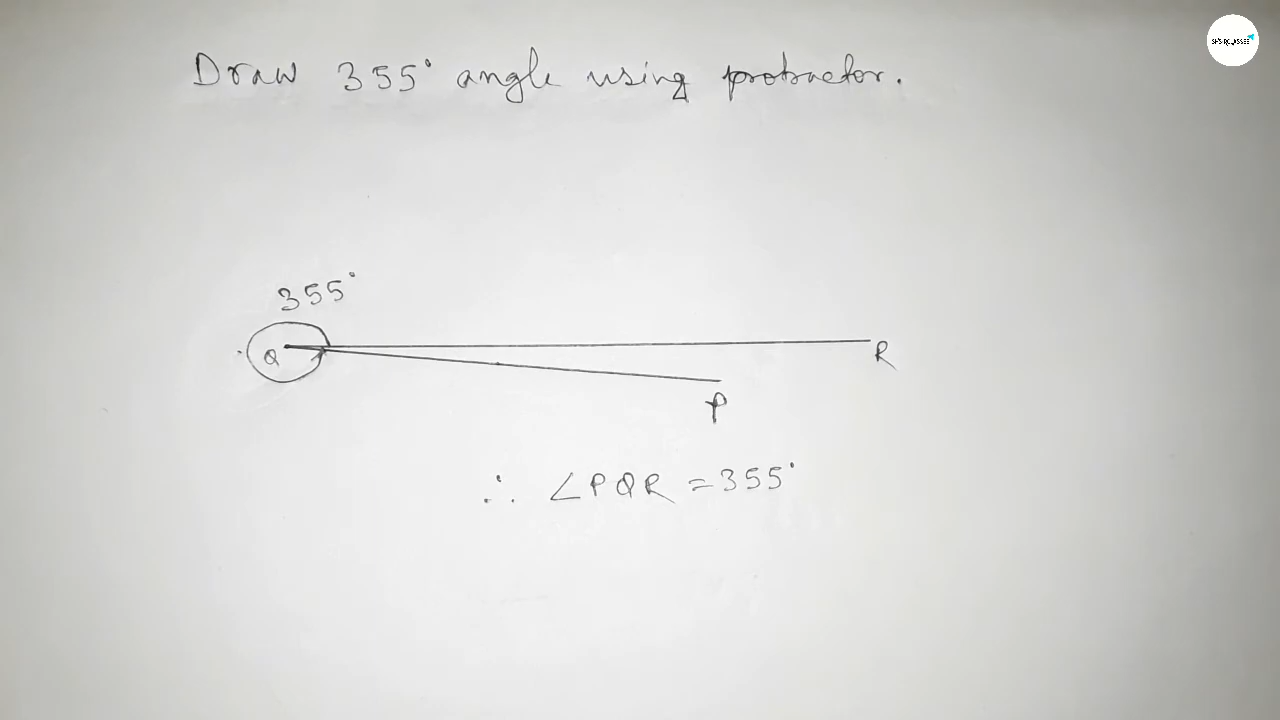 Draw 355° angle using protractor.
355°
Q
R
P
∴ ∠PQR = 355°